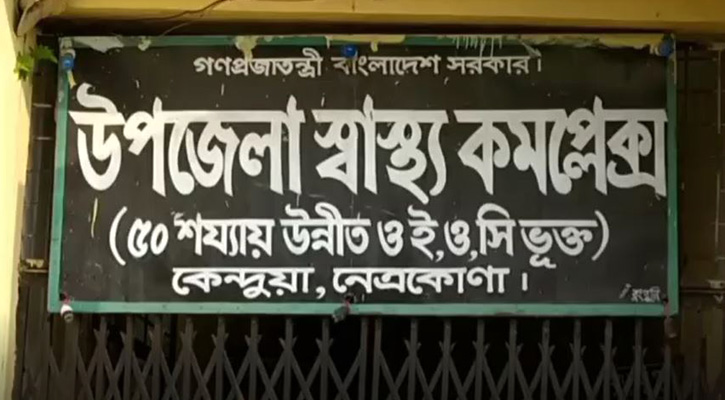 গণপ্রজাতন্ত্রী বাংলাদেশ সরকার।
উপজেলা স্বাস্থ্য কমপ্লেক্স
(৫০ শয্যায় উন্নীত ও ই,ও,সি ভূক্ত)
কেন্দুয়া, নেত্রকোণা।